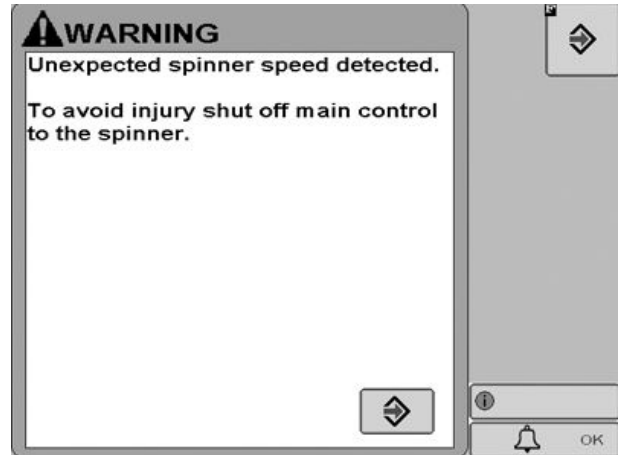 WARNING
Unexpected spinner speed detected.
To avoid injury shut off main control
to the spinner.
OK